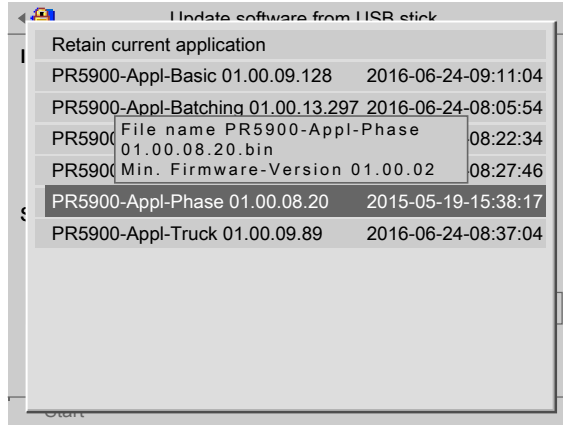 Update software from USB stick
Retain current application
PR5900-Appl-Basic 01.00.09.128 2016-06-24-09:11:04
PR5900-Appl-Batching 01.00.13.297 2016-06-24-08:05:54
File name PR5900-Appl-Phase
PR590 08:22:34
01.00.08.20.bin
PR590 Min. Firmware-Version 01.00.02 08:27:46
PR5900-Appl-Phase 01.00.08.20 2015-05-19-15:38:17
PR5900-Appl-Truck 01.00.09.89 2016-06-24-08:37:04
Start